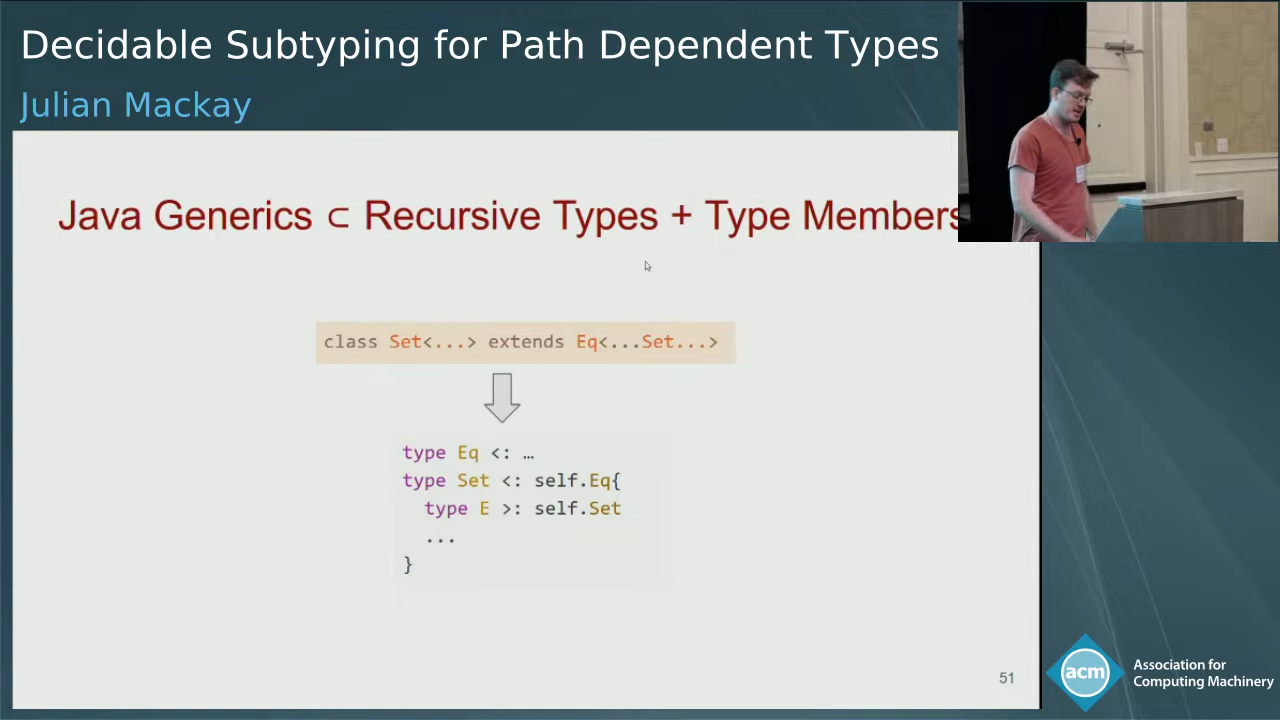 Decidable Subtyping for Path Dependent Types
Julian Mackay
Java Generics ⊂ Recursive Types + Type Members
class Set<...> extends Eq<...Set...>
type Eq <: …
type Set <: self.Eq{
type E >: self.Set
...
}
51
acm
Association for
Computing Machinery